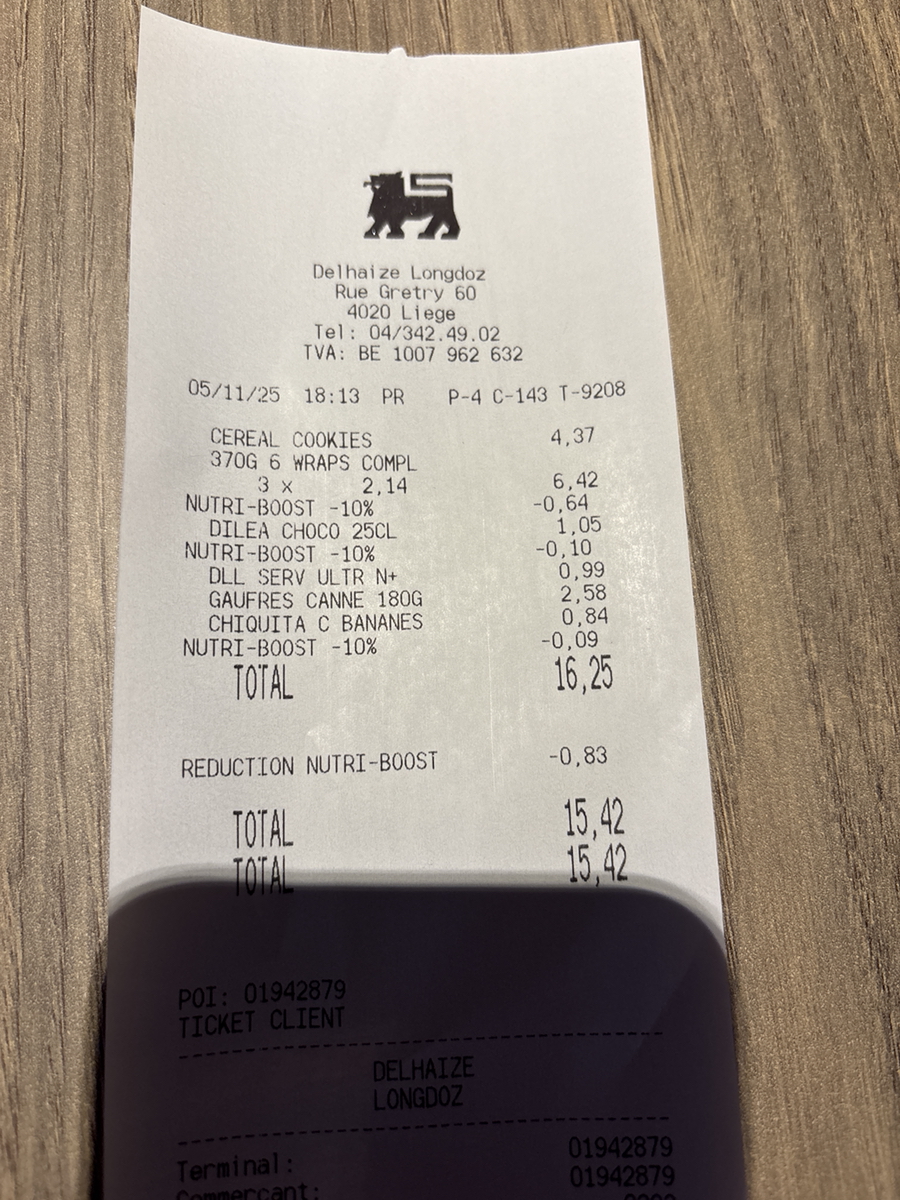 Delhaize Longdoz
Rue Gretry 60
4020 Liege
Tel: 04/342.49.02
TVA: BE 1007 962 632
05/11/25 18:13 PR P-4 C-143 T-9208
CEREAL COOKIES 4,37
370G 6 WRAPS COMPL
3 x 2,14 6,42
NUTRI-BOOST -10% -0,64
DILEA CHOCO 25CL 1,05
NUTRI-BOOST -10% -0,10
DLL SERV ULTR N+ 0,99
GAUFRES CANNE 180G 2,58
CHIQUITA C BANANES 0,84
NUTRI-BOOST -10% -0,09
TOTAL 16,25
REDUCTION NUTRI-BOOST -0,83
TOTAL 15,42
TOTAL 15,42
POI: 01942879
TICKET CLIENT
DELHAIZE
LONGDOZ
Terminal: 01942879
Commercant: 01942879